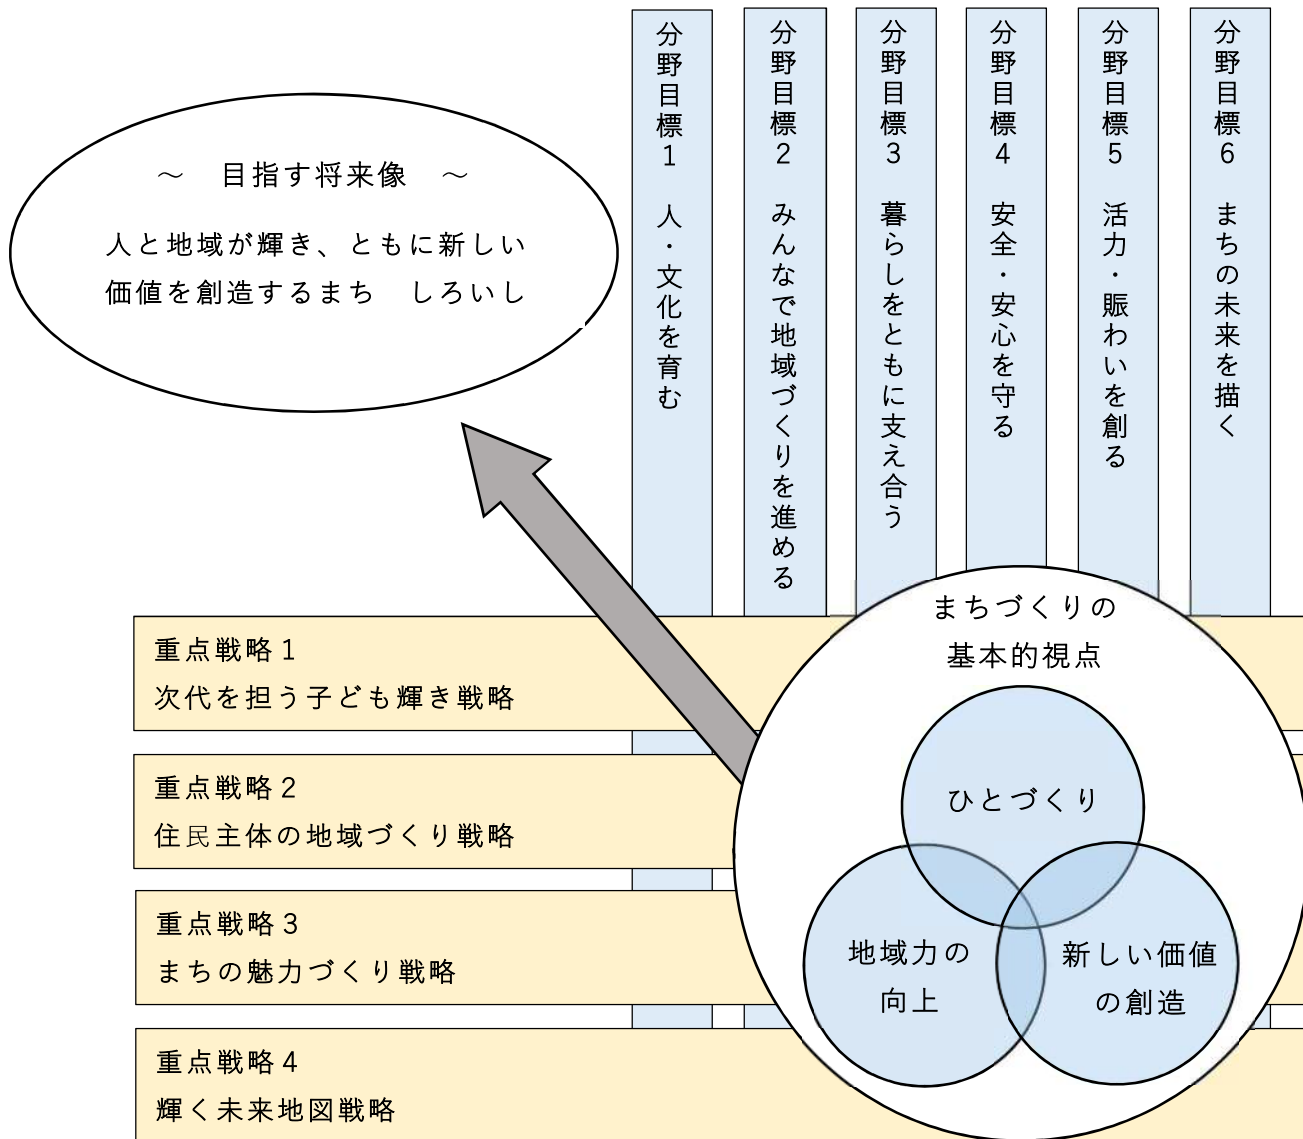 ～　目指す将来像　～
人と地域が輝き、ともに新しい
価値を創造するまち　しろいし
分野目標１　人・文化を育む
分野目標２　みんなで地域づくりを進める
分野目標３　暮らしをともに支え合う
分野目標４　安全・安心を守る
分野目標５　活力・賑わいを創る
分野目標６　まちの未来を描く
重点戦略１
次代を担う子ども輝き戦略
重点戦略２
住民主体の地域づくり戦略
重点戦略３
まちの魅力づくり戦略
重点戦略４
輝く未来地図戦略
まちづくりの
基本的視点
ひとづくり
地域力の
向上
新しい価値
の創造